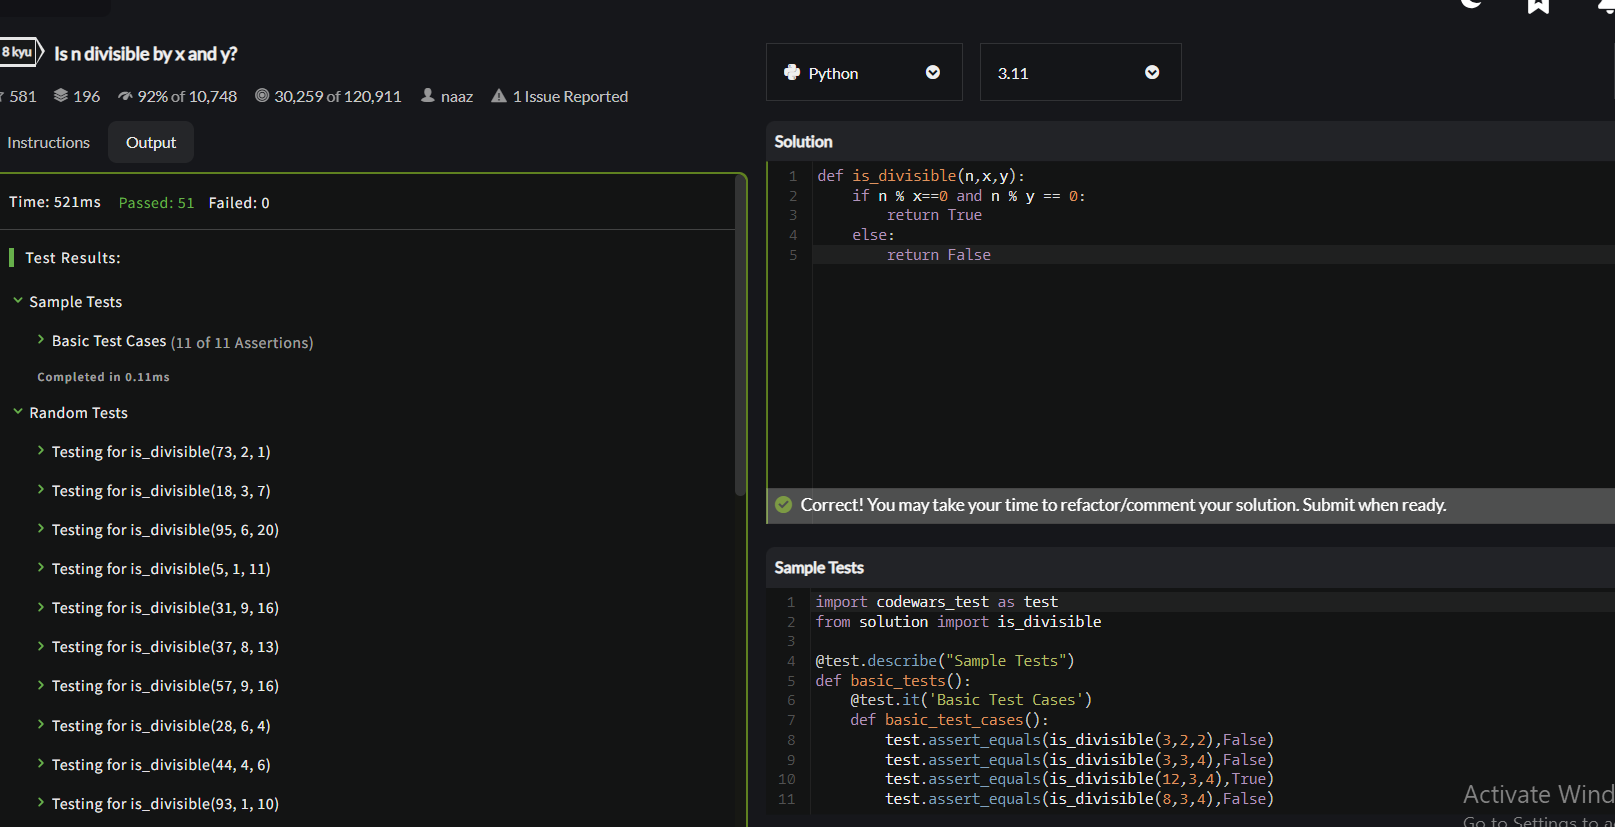 8 kyu Is n divisible by x and y?
581 196 92% of 10,748 30,259 of 120,911 naaz 1 Issue Reported
Instructions Output
Time: 521ms Passed: 51 Failed: 0
Test Results:
Sample Tests
Basic Test Cases (11 of 11 Assertions)
Completed in 0.11ms
Random Tests
Testing for is_divisible(73, 2, 1)
Testing for is_divisible(18, 3, 7)
Testing for is_divisible(95, 6, 20)
Testing for is_divisible(5, 1, 11)
Testing for is_divisible(31, 9, 16)
Testing for is_divisible(37, 8, 13)
Testing for is_divisible(57, 9, 16)
Testing for is_divisible(28, 6, 4)
Testing for is_divisible(44, 4, 6)
Testing for is_divisible(93, 1, 10)
Python 3.11
Solution
1 def is_divisible(n,x,y):
2 if n % x==0 and n % y == 0:
3 return True
4 else:
5 return False
Correct! You may take your time to refactor/comment your solution. Submit when ready.
Sample Tests
1 import codewars_test as test
2 from solution import is_divisible
3
4 @test.describe("Sample Tests")
5 def basic_tests():
6 @test.it('Basic Test Cases')
7 def basic_test_cases():
8 test.assert_equals(is_divisible(3,2,2),False)
9 test.assert_equals(is_divisible(3,3,4),False)
10 test.assert_equals(is_divisible(12,3,4),True)
11 test.assert_equals(is_divisible(8,3,4),False)
Activate Wind
Go to Settings to a